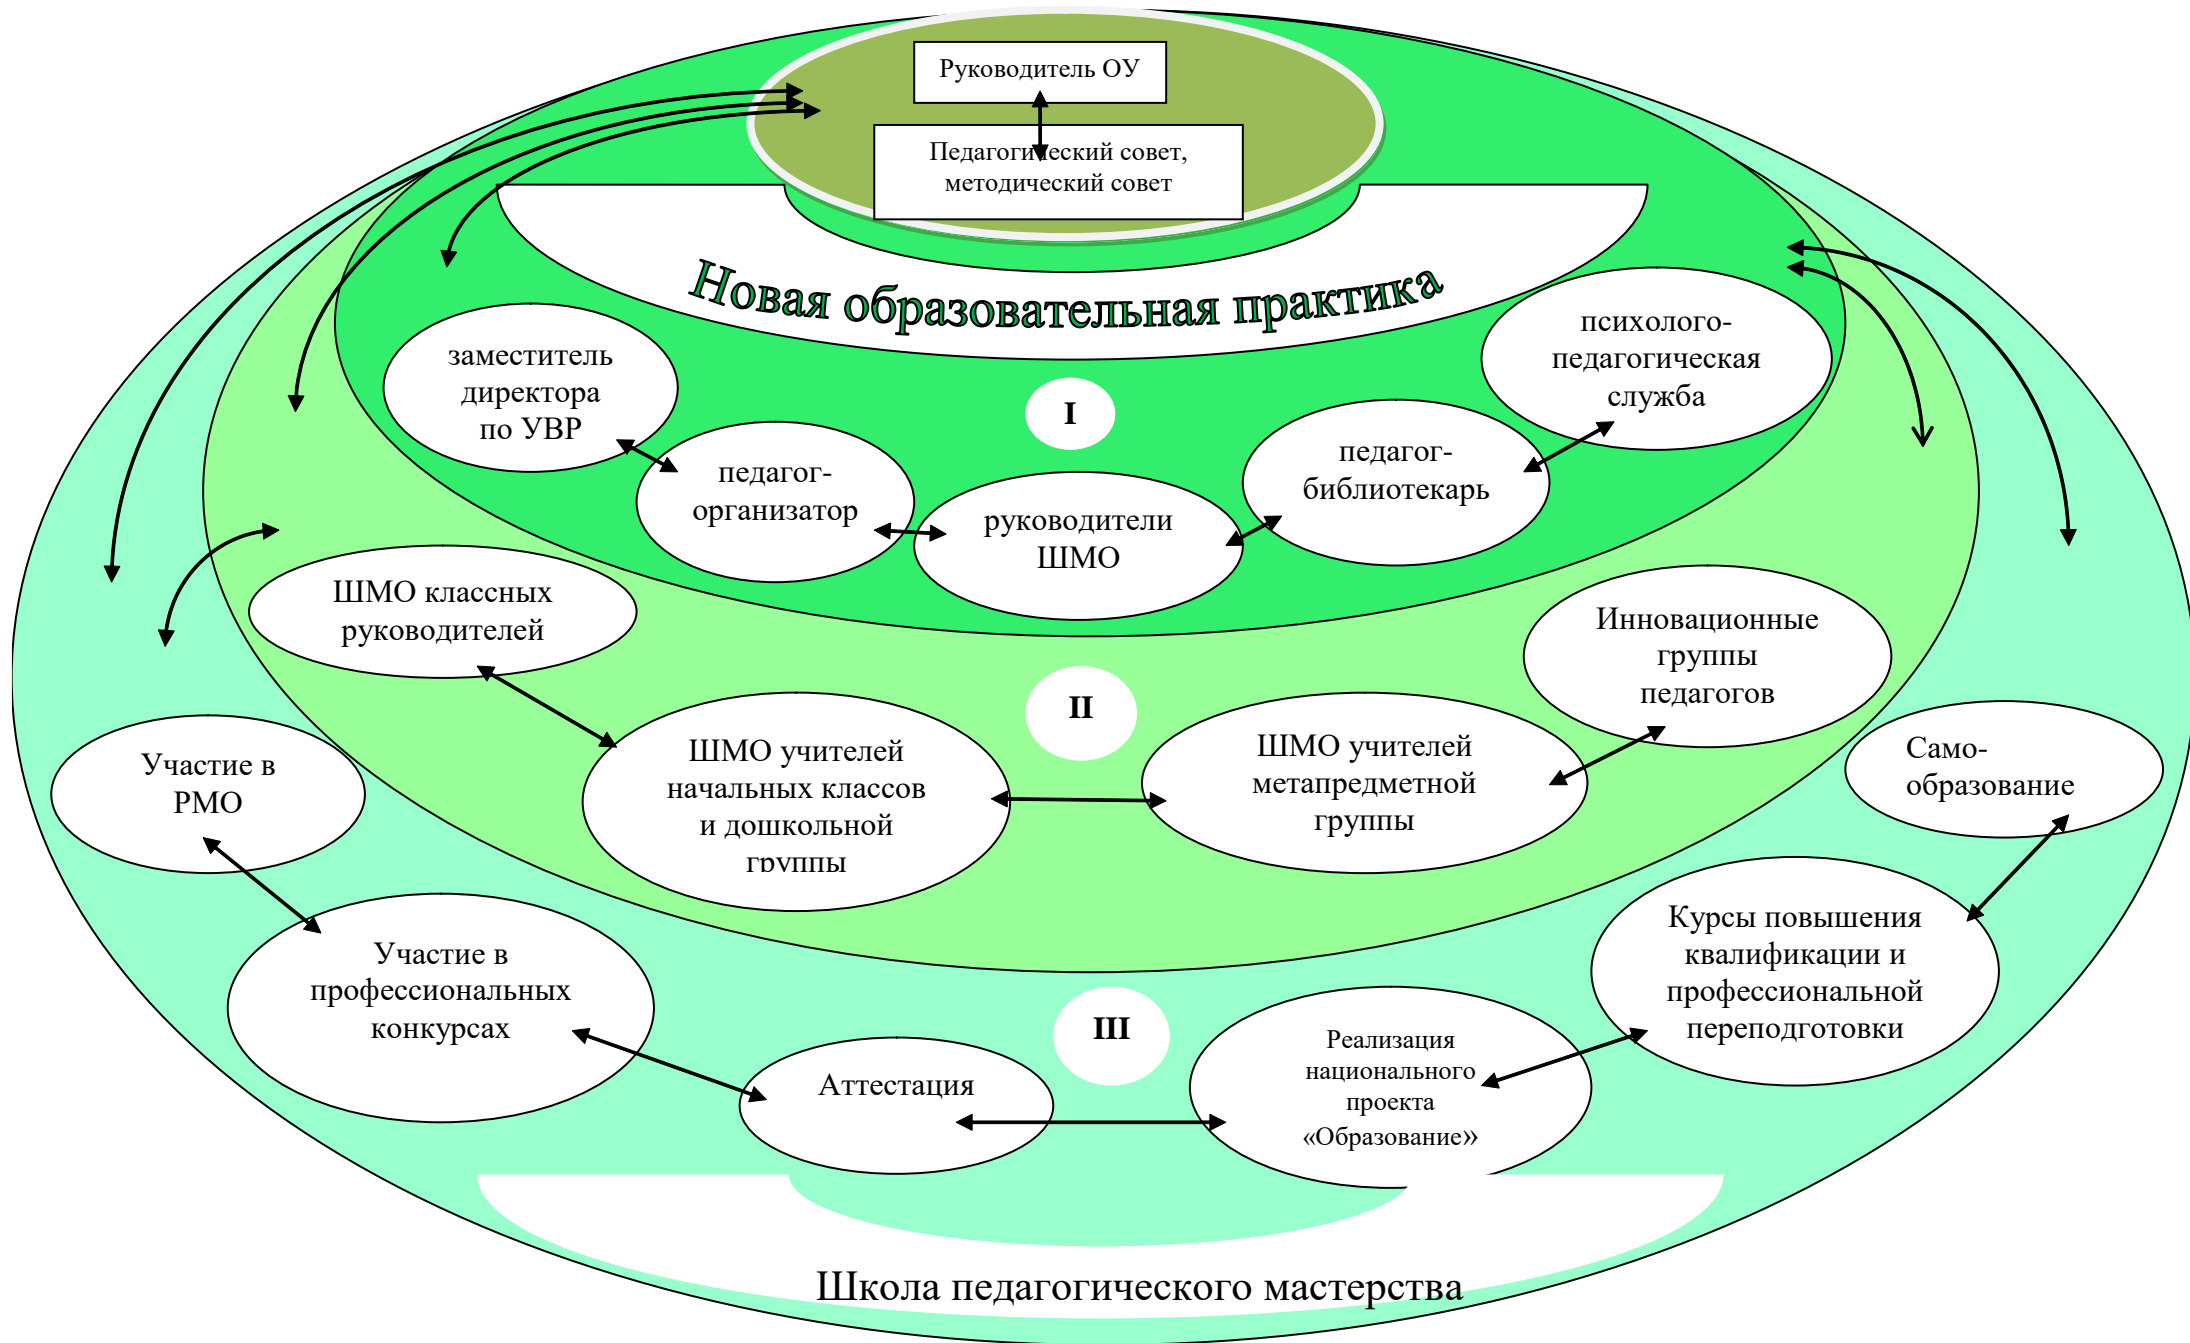 Руководитель ОУ
Педагогический совет,
методический совет
Новая образовательная практика
заместитель
директора
по УВР
педагог-
организатор
I
руководители
ШМО
педагог-
библиотекарь
психолого-
педагогическая
служба
ШМО классных
руководителей
ШМО учителей
начальных классов
и дошкольной
группы
II
ШМО учителей
метапредметной
группы
Инновационные
группы
педагогов
Участие в
РМО
Участие в
профессиональных
конкурсах
Аттестация
III
Реализация
национального
проекта
«Образование»
Курсы повышения
квалификации и
профессиональной
переподготовки
Само-
образование
Школа педагогического мастерства